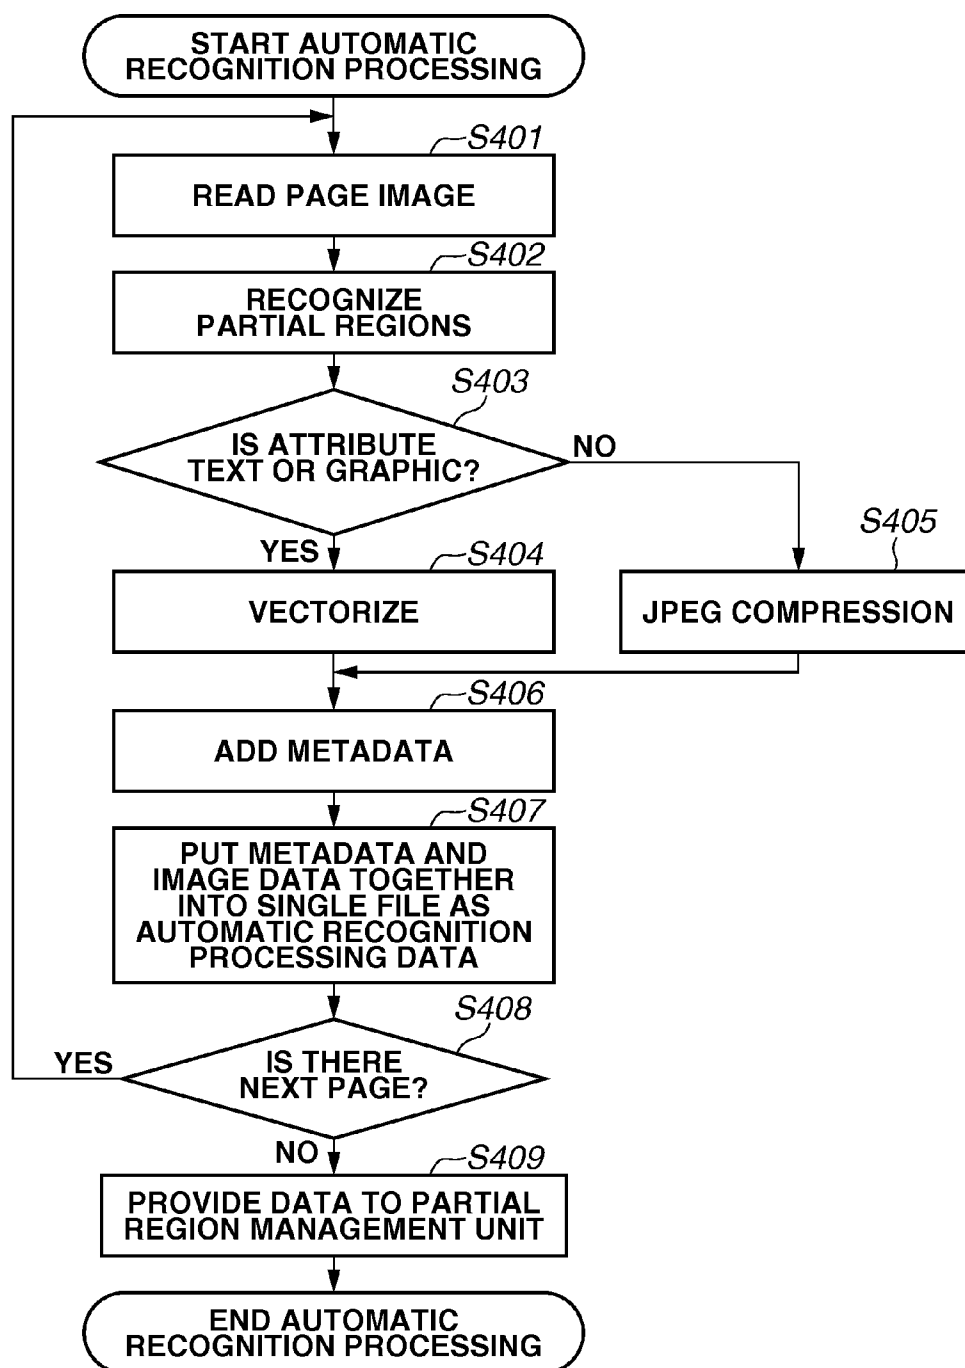 START AUTOMATIC
RECOGNITION PROCESSING
S401
READ PAGE IMAGE
S402
RECOGNIZE
PARTIAL REGIONS
S403
IS ATTRIBUTE
TEXT OR GRAPHIC?
NO
YES
S404
VECTORIZE
S405
JPEG COMPRESSION
S406
ADD METADATA
S407
PUT METADATA AND
IMAGE DATA TOGETHER
INTO SINGLE FILE AS
AUTOMATIC RECOGNITION
PROCESSING DATA
S408
IS THERE
NEXT PAGE?
YES
NO
S409
PROVIDE DATA TO PARTIAL
REGION MANAGEMENT UNIT
END AUTOMATIC
RECOGNITION PROCESSING